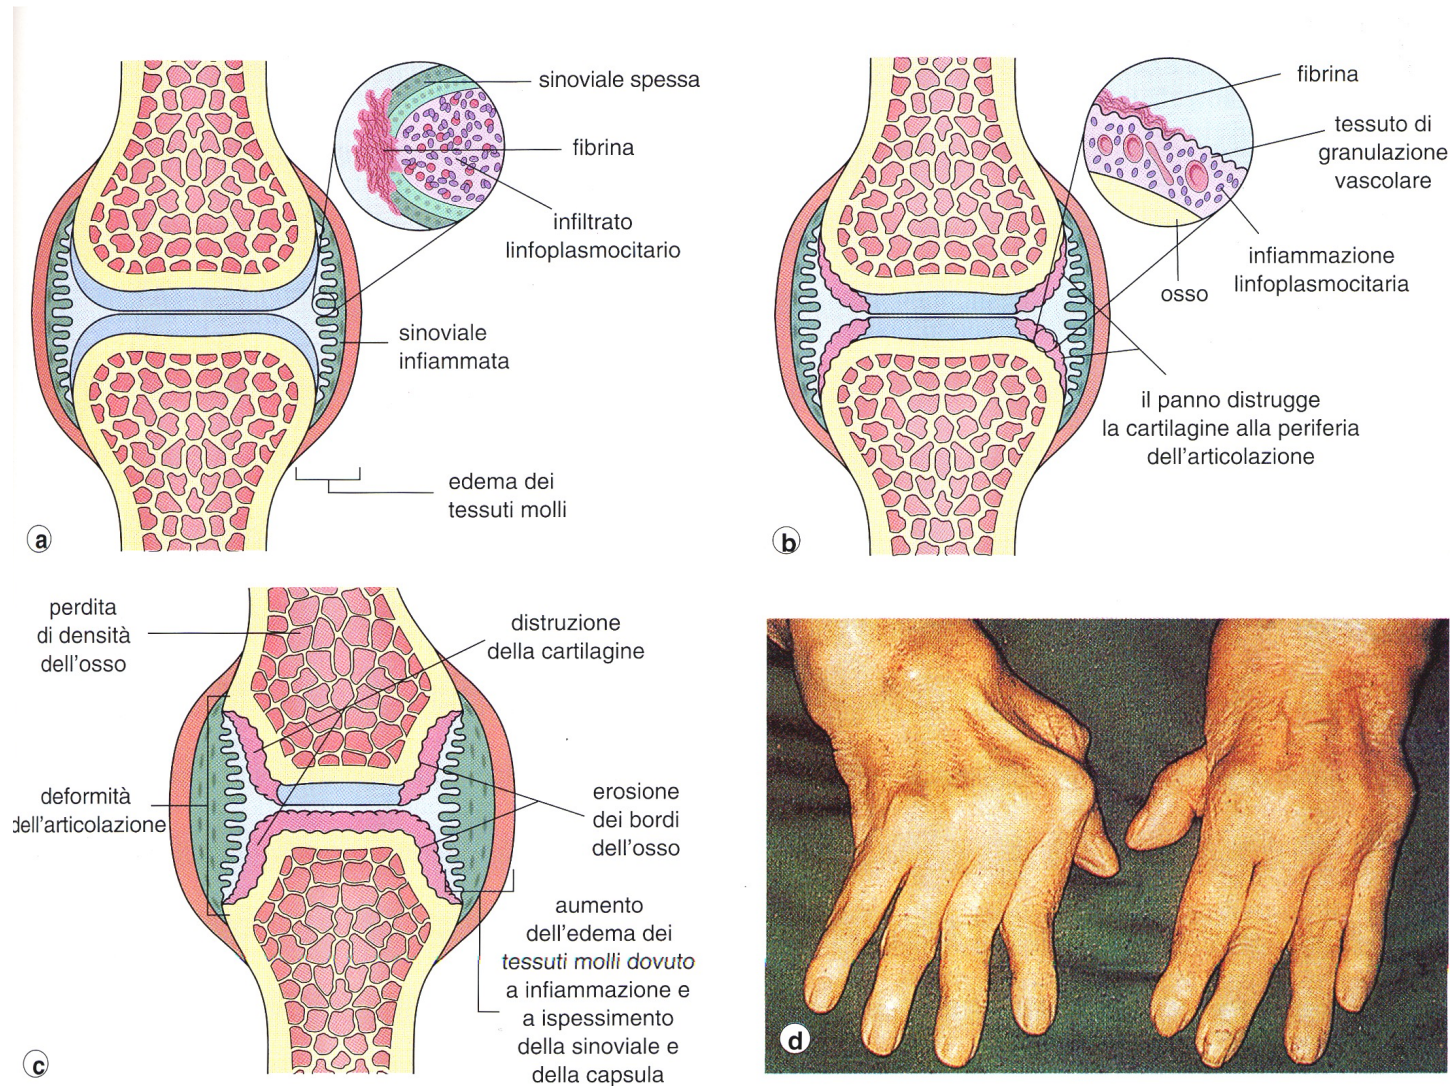 sinoviale spessa
fibrina
infiltrato
linfoplasmocitario
sinoviale
infiammata
edema dei
tessuti molli
a
fibrina
tessuto di
granulazione
vascolare
infiammazione
linfoplasmocitaria
osso
il panno distrugge
la cartilagine alla periferia
dell'articolazione
b
perdita
di densità
dell'osso
distruzione
della cartilagine
deformità
dell'articolazione
erosione
dei bordi
dell'osso
aumento
dell'edema dei
tessuti molli dovuto
a infiammazione e
a ispessimento
della sinoviale e
della capsula
c
d